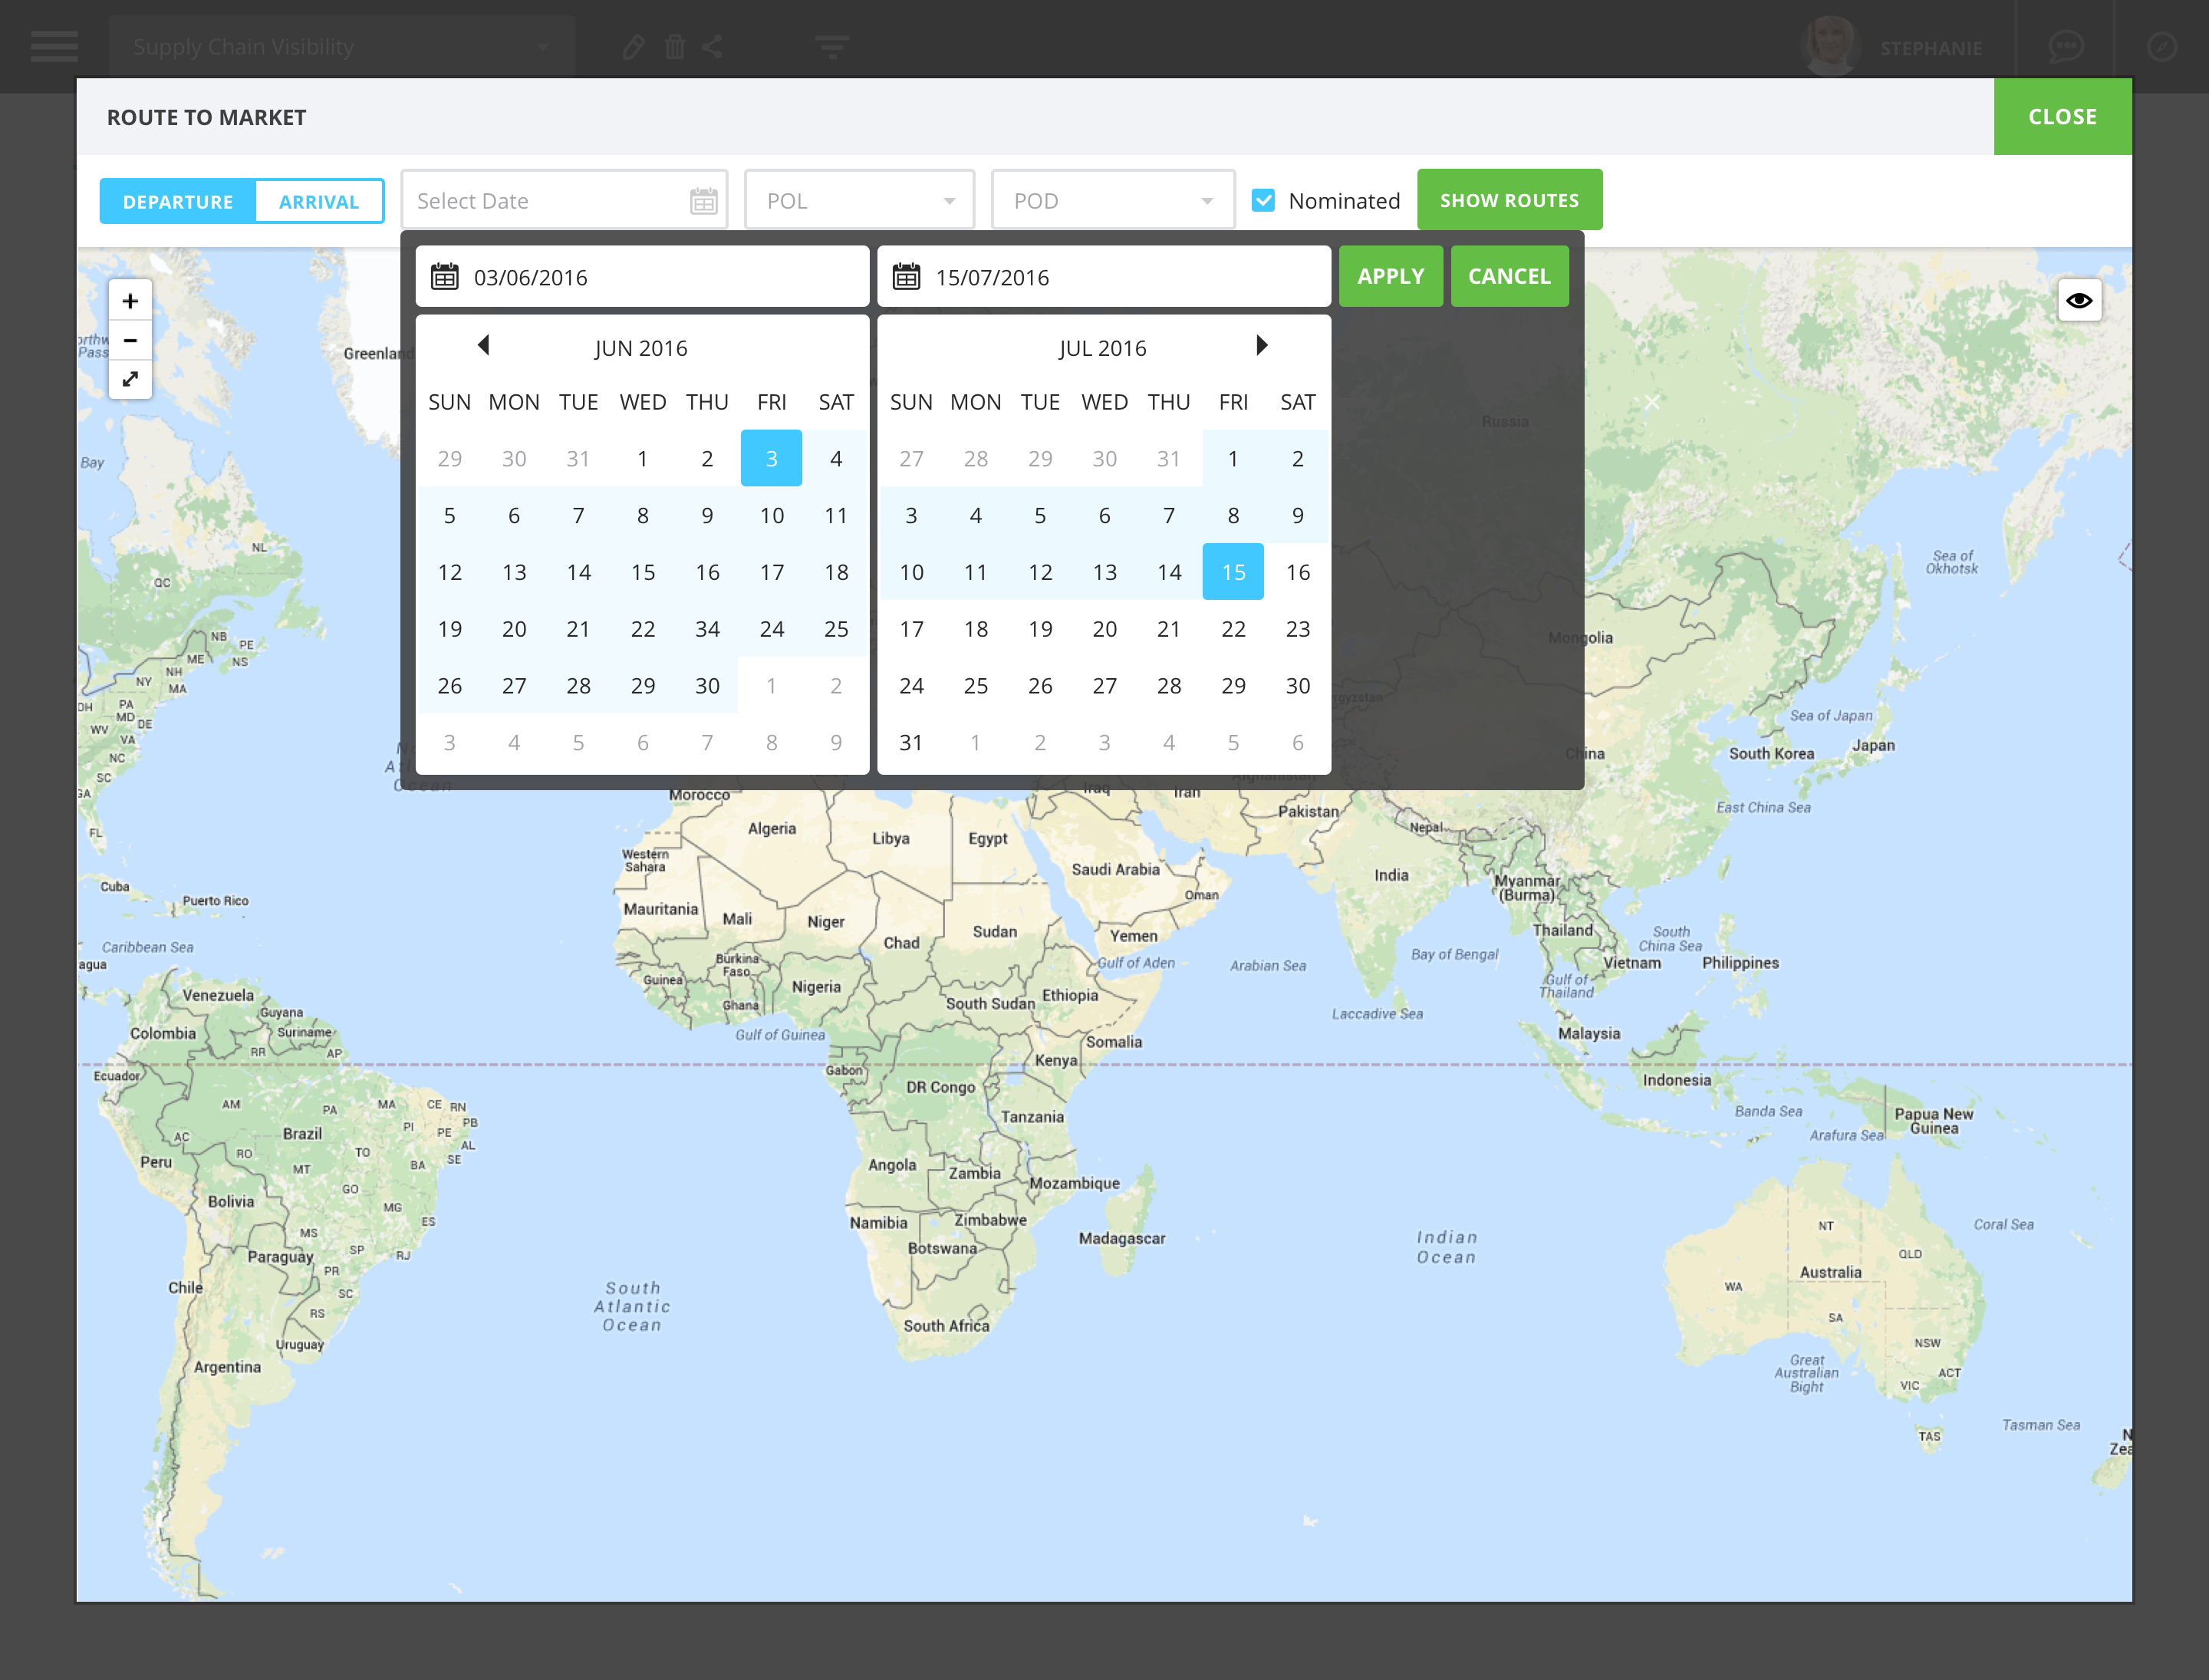 Supply Chain Visibility
STEPHANIE
ROUTE TO MARKET
CLOSE
DEPARTURE ARRIVAL Select Date POL POD Nominated SHOW ROUTES
03/06/2016 15/07/2016 APPLY CANCEL
JUN 2016
SUN MON TUE WED THU FRI SAT
29 30 31 1 2 3 4
5 6 7 8 9 10 11
12 13 14 15 16 17 18
19 20 21 22 34 24 25
26 27 28 29 30 1 2
3 4 5 6 7 8 9
JUL 2016
SUN MON TUE WED THU FRI SAT
27 28 29 30 31 1 2
3 4 5 6 7 8 9
10 11 12 13 14 15 16
17 18 19 20 21 22 23
24 25 26 27 28 29 30
31 1 2 3 4 5 6
+
−
Greenland
Russia
Bay
NL
QC
NB
PE
ME
NS
NH
NY
MA
PA
OH
MD
DE
WV
VA
NC
SC
GA
FL
Ocean
Sea of
Okhotsk
Mongolia
Sea of Japan
China
South Korea
Japan
East China Sea
Afghanistan
Morocco
Iraq
Iran
Pakistan
Nepal
Algeria
Libya
Egypt
Western
Sahara
Saudi Arabia
India
Myanmar
(Burma)
Oman
Cuba
Puerto Rico
Mauritania
Mali
Niger
Chad
Sudan
Yemen
Thailand
South
China Sea
Caribbean Sea
agua
Burkina
Faso
Gulf of Aden
Arabian Sea
Bay of Bengal
Vietnam
Philippines
Guinea
Nigeria
Ghana
South Sudan
Ethiopia
Gulf of
Thailand
Venezuela
Guyana
Suriname
Colombia
Laccadive Sea
Gulf of Guinea
Malaysia
Somalia
RR
AP
Kenya
Ecuador
Gabon
DR Congo
Indonesia
AM
PA
MA
CE
RN
Tanzania
Banda Sea
Papua New
Guinea
PI
PB
PE
Brazil
AC
Arafura Sea
AL
TO
RO
SE
Peru
MT
BA
Angola
Zambia
Mozambique
GO
Bolivia
MG
ES
Namibia
Zimbabwe
NT
Coral Sea
MS
Madagascar
Indian
Ocean
Botswana
SP
RJ
Paraguay
QLD
PR
Australia
Chile
SC
WA
South
Atlantic
Ocean
RS
SA
South Africa
Uruguay
NSW
Argentina
Great
Australian
Bight
ACT
VIC
Tasman Sea
TAS
N
Zea